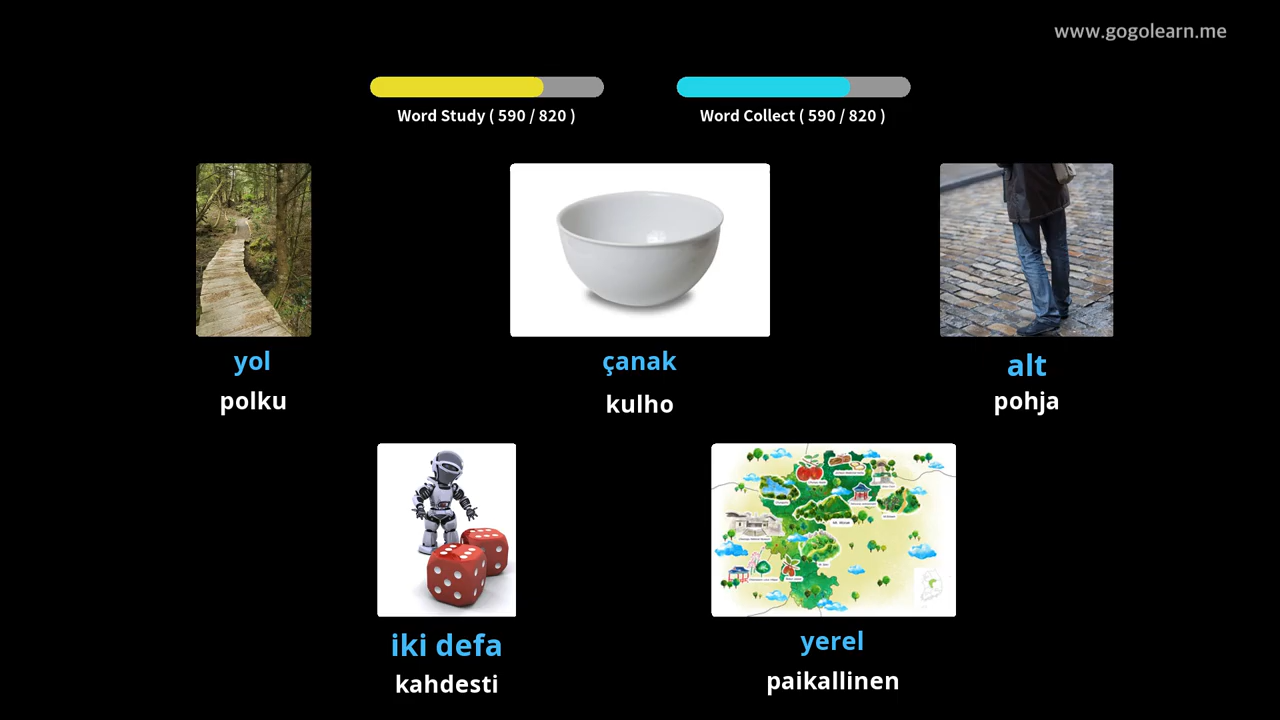 www.gogolearn.me
Word Study ( 590 / 820 )
Word Collect ( 590 / 820 )
yol
polku
çanak
kulho
alt
pohja
iki defa
kahdesti
yerel
paikallinen